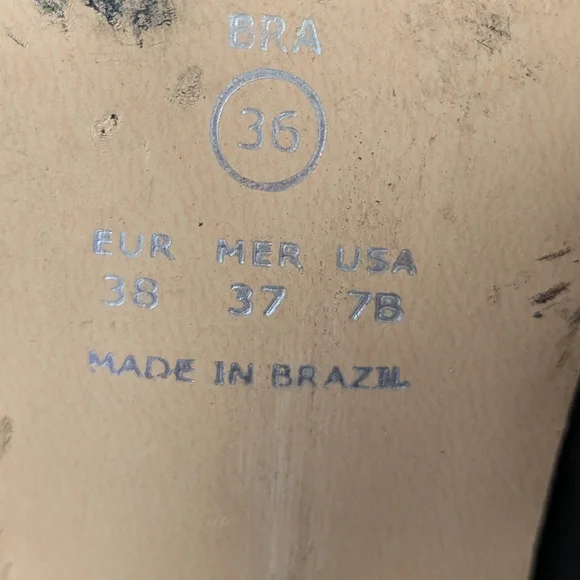 BRA
36
EUR MER USA
38 37 7B
MADE IN BRAZIL